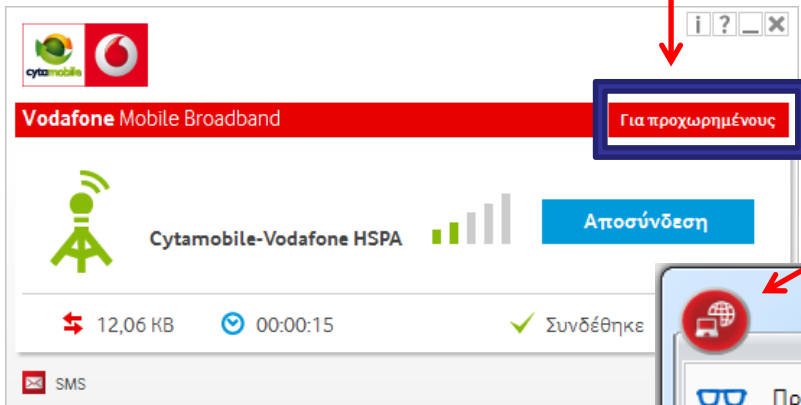 i ? _ X
cytamobile
Vodafone Mobile Broadband
Για προχωρημένους
Cytamobile-Vodafone HSPA
Αποσύνδεση
12,06 KB 00:00:15 Συνδέθηκε
SMS